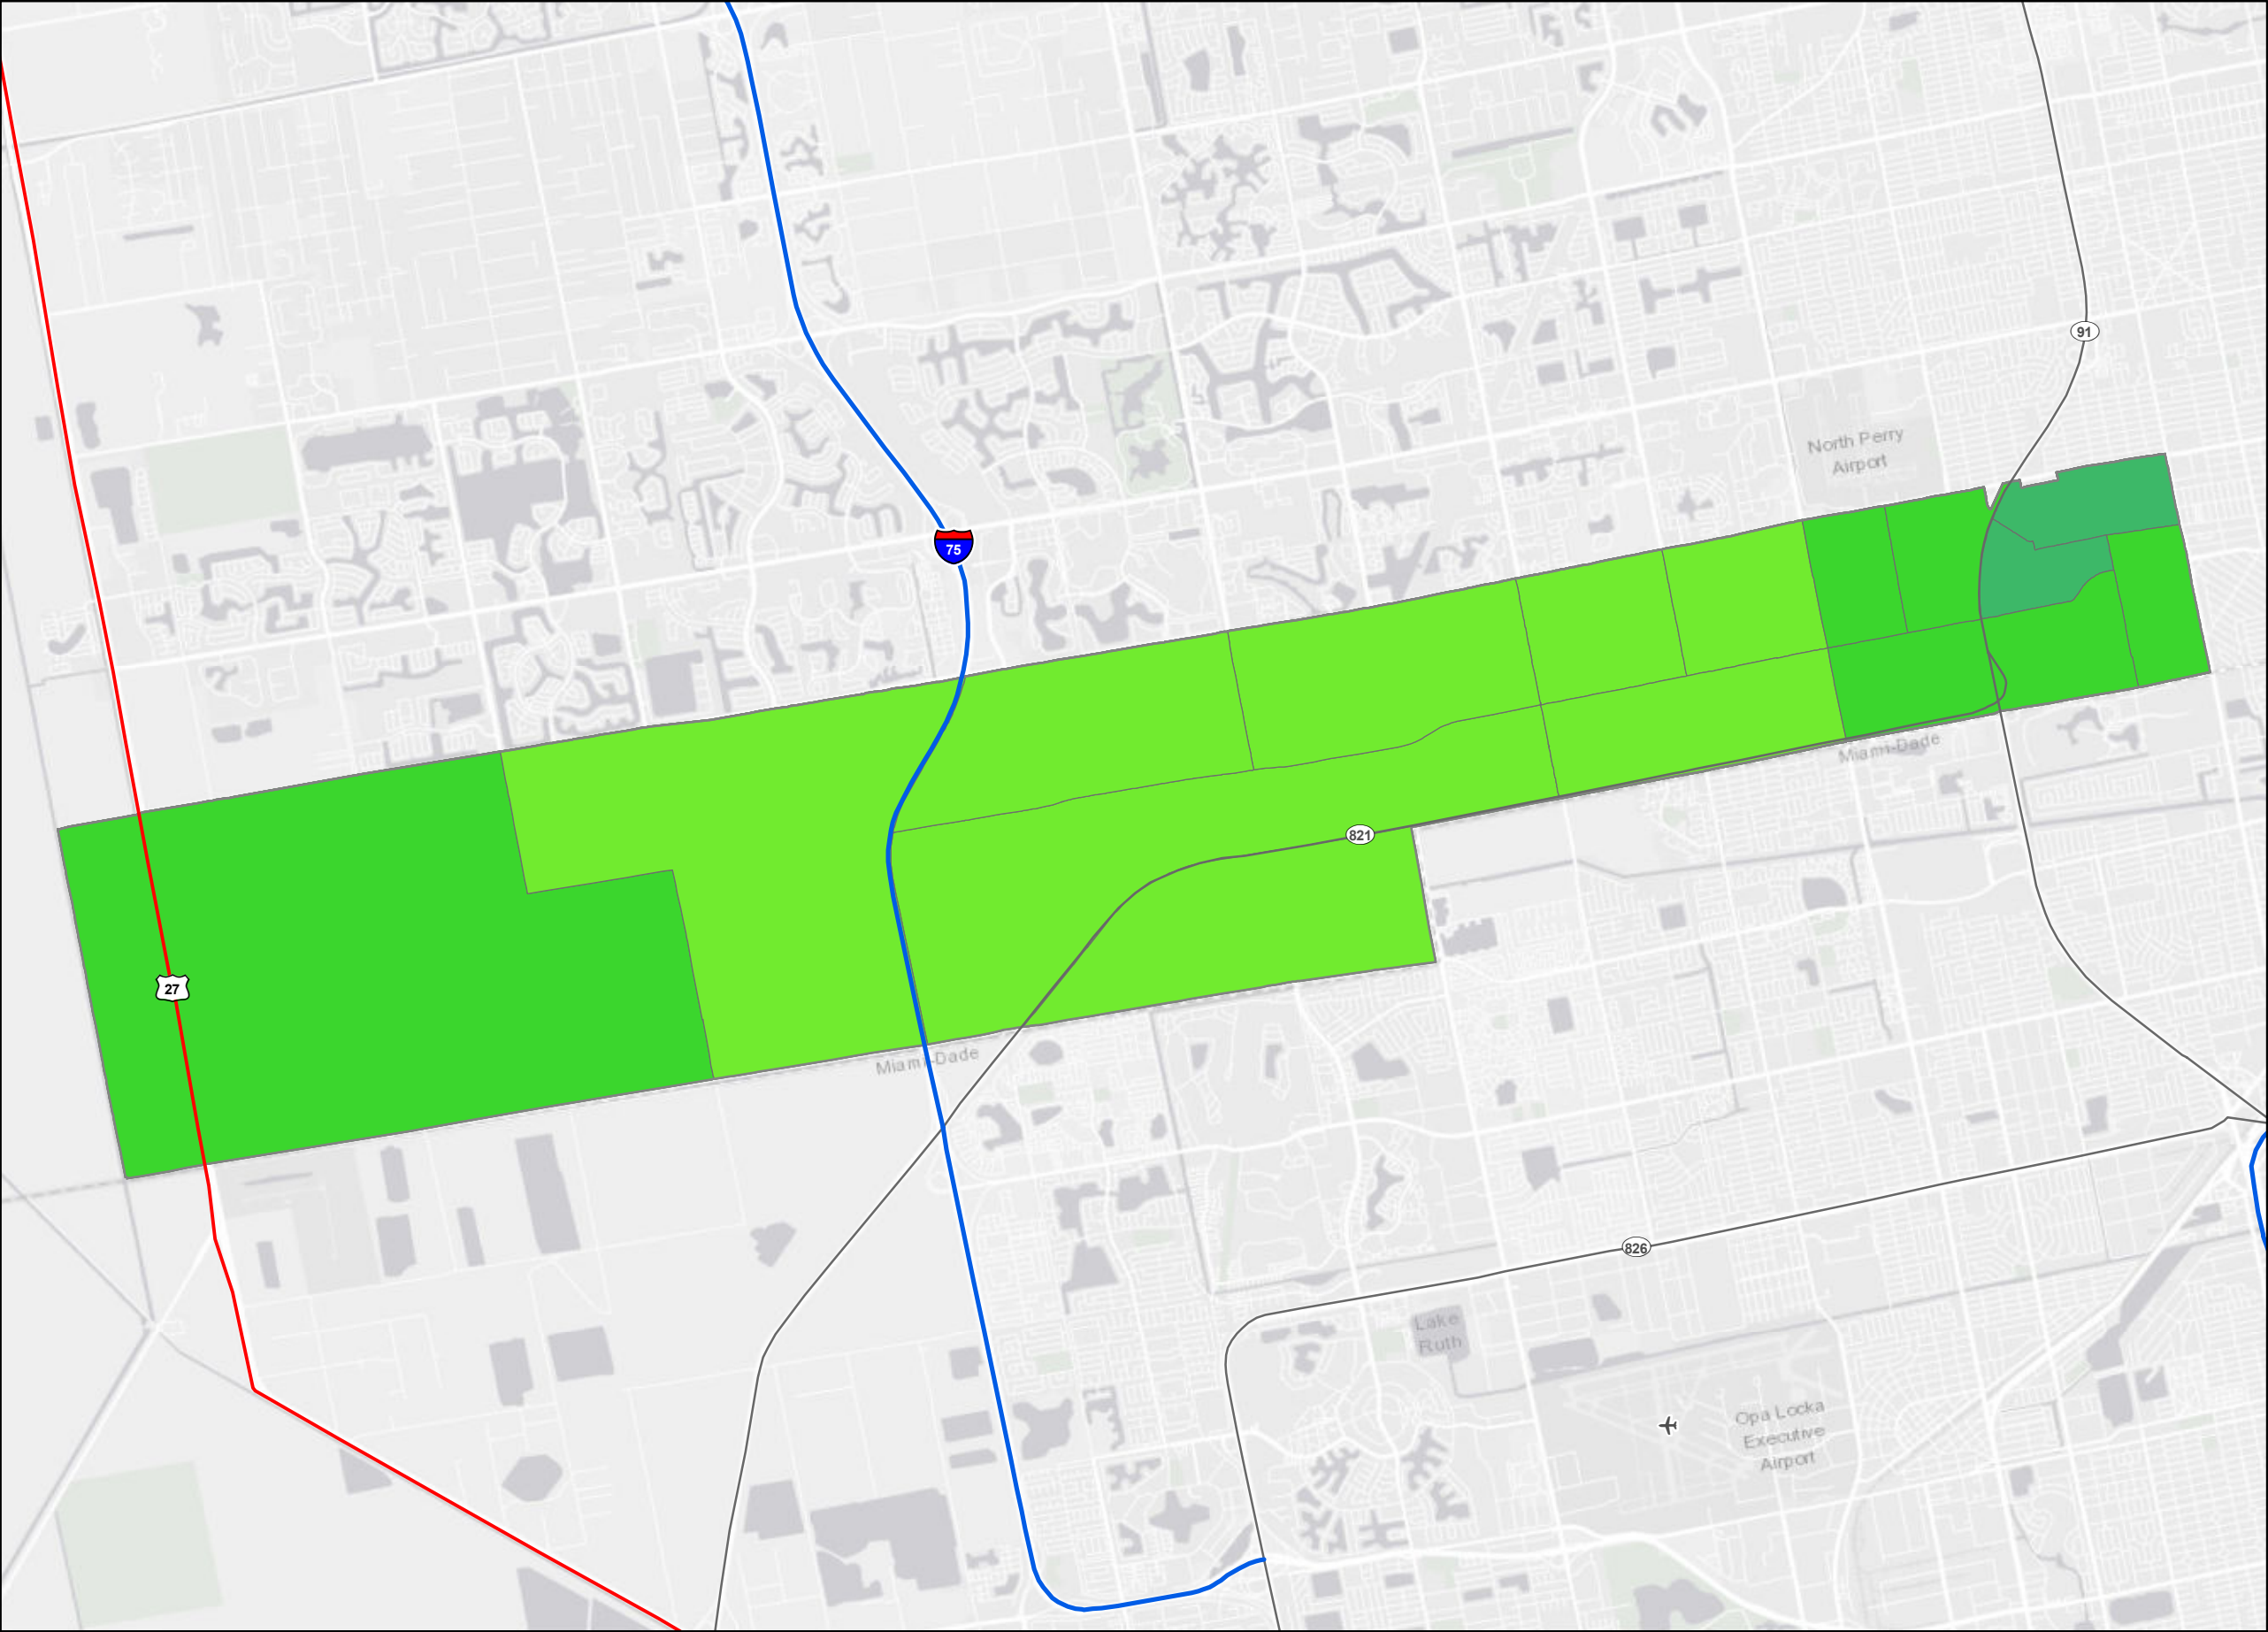 91
North Perry
Airport
75
Miami-Dade
821
27
Miami-Dade
826
Lake
Ruth
Opa Locka
Executive
Airport